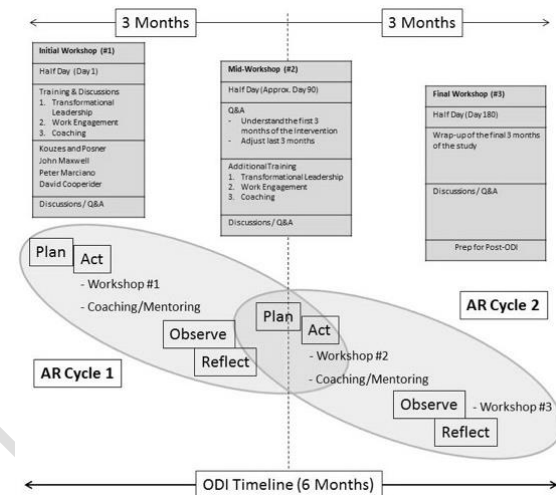 3 Months
3 Months
Initial Workshop (#1)
Half Day (Day 1)
Training & Discussions
1. Transformational
Leadership
2. Work Engagement
3. Coaching
Kouzes and Posner
John Maxwell
Peter Marciano
David Cooperider
Discussions / Q&A
Mid-Workshop (#2)
Half Day (Approx. Day 90)
Q&A
- Understand the first 3
months of the Intervention
- Adjust last 3 months
Additional Training
1. Transformational Leadership
2. Work Engagement
3. Coaching
Discussions / Q&A
Final Workshop (#3)
Half Day (Day 180)
Wrap-up of the final 3 months
of the study
Discussions / Q&A
Prep for Post-ODI
Plan
Act
- Workshop #1
- Coaching/Mentoring
Observe
Reflect
AR Cycle 1
Plan
Act
- Workshop #2
- Coaching/Mentoring
Observe
- Workshop #3
Reflect
AR Cycle 2
ODI Timeline (6 Months)